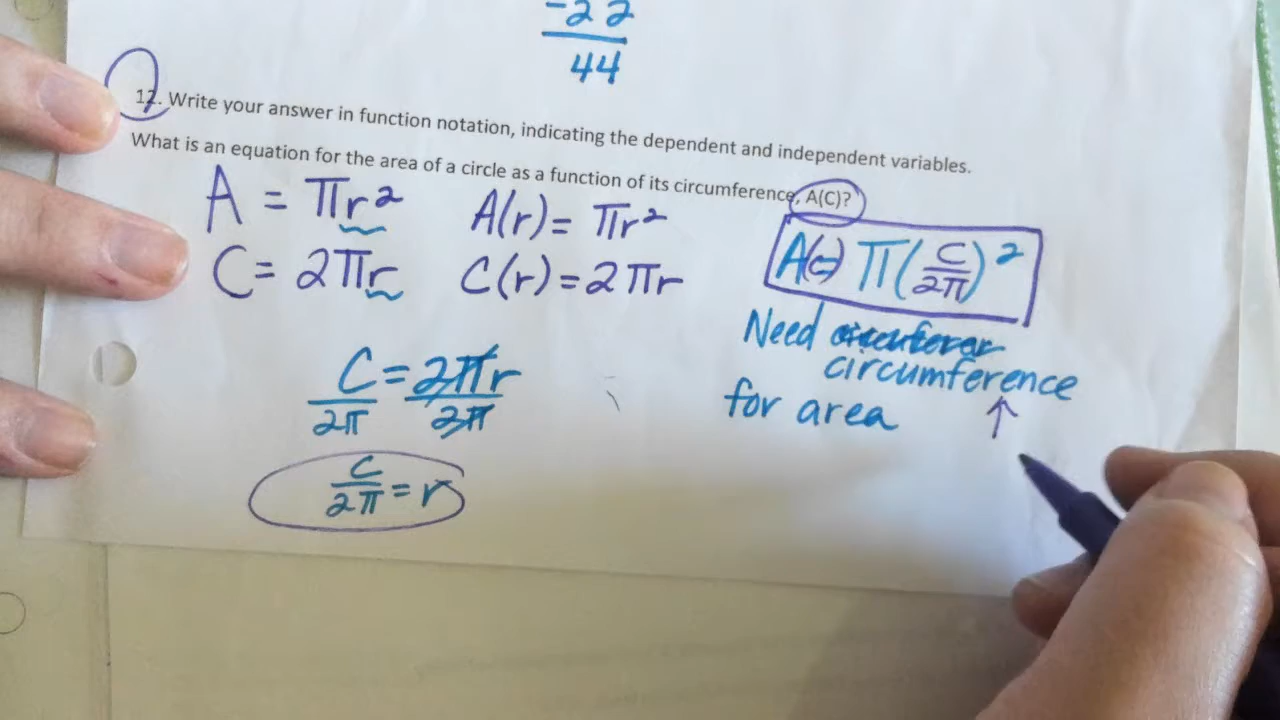 -22
44
12. Write your answer in function notation, indicating the dependent and independent variables.
What is an equation for the area of a circle as a function of its circumference, A(C)?
A = πr² A(r) = πr² A(c) π(C/2π)²
C = 2πr C(r) = 2πr
Need
circumference
for area
C/2π = 2πr/2π
C/2π = r